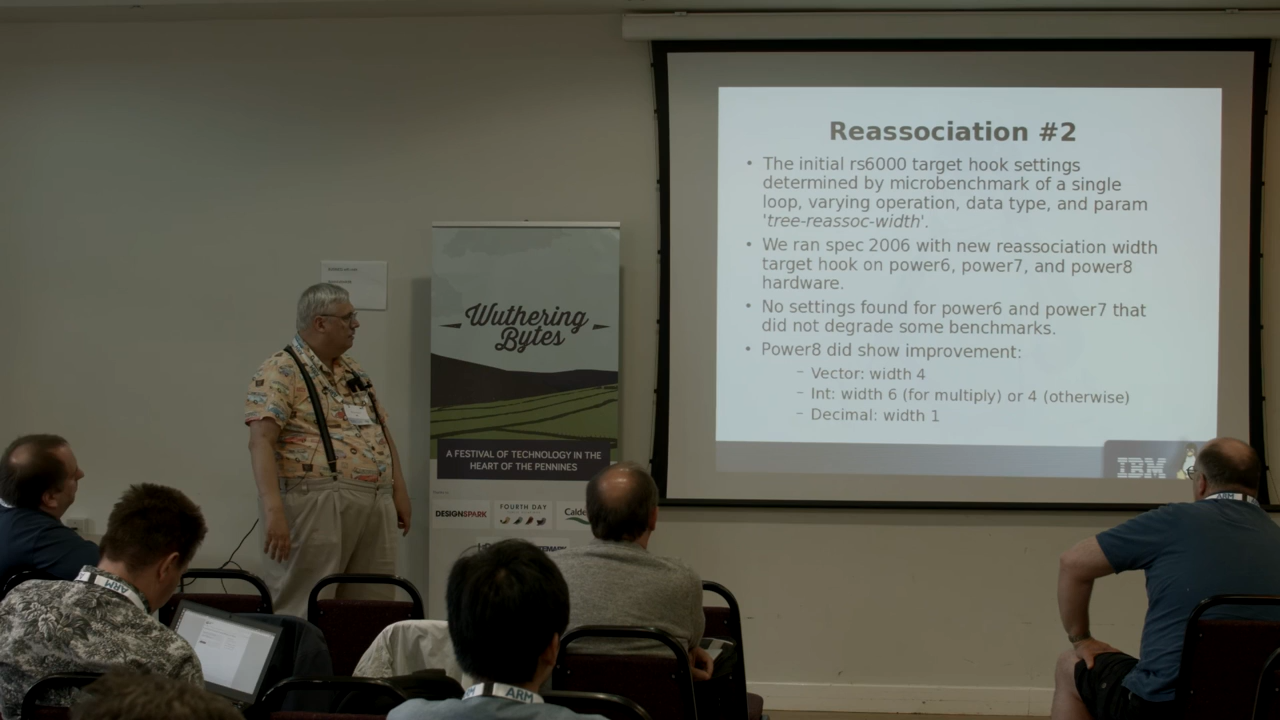 Reassociation #2
• The initial rs6000 target hook settings
determined by microbenchmark of a single
loop, varying operation, data type, and param
'tree-reassoc-width'.
• We ran spec 2006 with new reassociation width
target hook on power6, power7, and power8
hardware.
• No settings found for power6 and power7 that
did not degrade some benchmarks.
• Power8 did show improvement:
– Vector: width 4
– Int: width 6 (for multiply) or 4 (otherwise)
– Decimal: width 1
IBM
Wuthering
Bytes
A FESTIVAL OF TECHNOLOGY IN THE
HEART OF THE PENNINES
DESIGNSPARK
FOURTH DAY
ARM
ARM
ARM